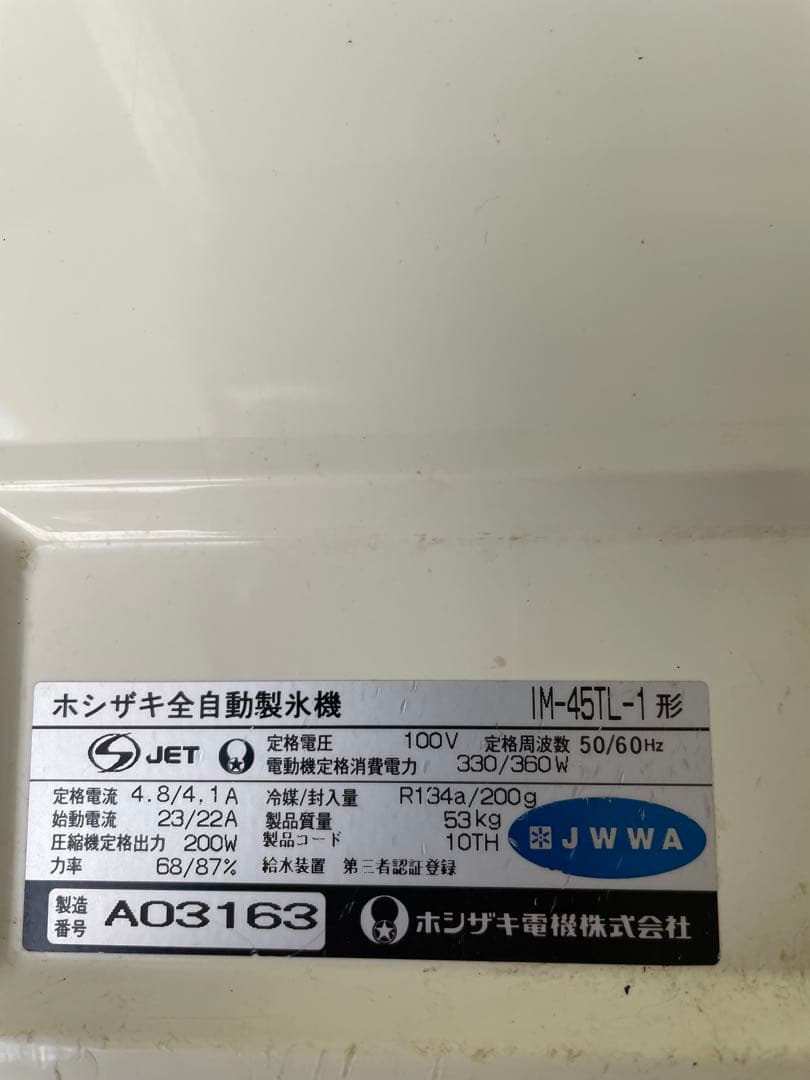 ホシザキ全自動製氷機 IM-45TL-1形
JET 定格電圧 100V 定格周波数 50/60Hz
電動機定格消費電力 330/360W
定格電流 4.8/4.1A 冷媒/封入量 R134a/200g
始動電流 23/22A 製品質量 53kg
圧縮機定格出力 200W 製品コード 10TH
力率 68/87% 給水装置 第三者認証登録
JWWA
製造番号 A03163 ホシザキ電機株式会社